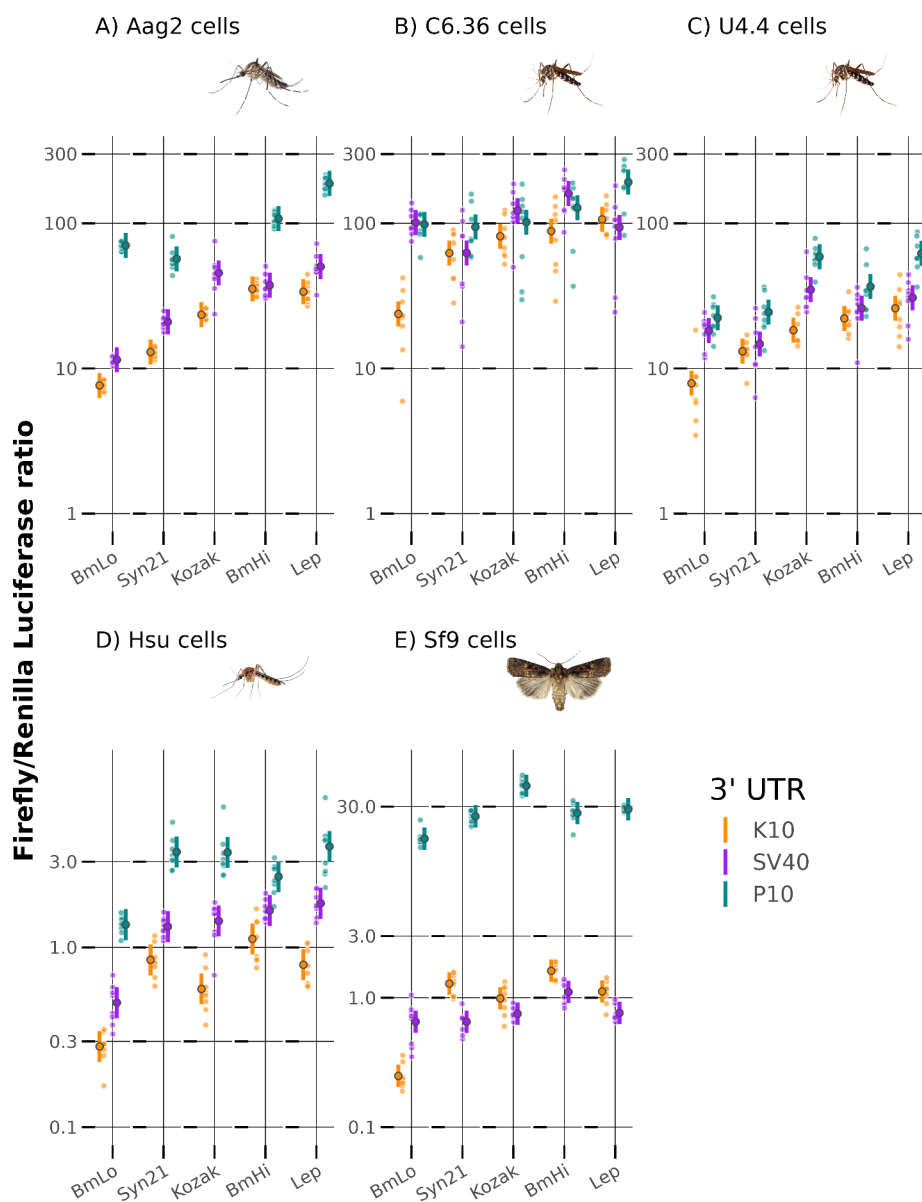 A) Aag2 cells
B) C6.36 cells
C) U4.4 cells
300
100
10
1
300
100
10
1
300
100
10
1
BmLo
Syn21
Kozak
BmHi
Lep
BmLo
Syn21
Kozak
BmHi
Lep
BmLo
Syn21
Kozak
BmHi
Lep
Firefly/Renilla Luciferase ratio
D) Hsu cells
E) Sf9 cells
3.0
1.0
0.3
0.1
30.0
3.0
1.0
0.1
BmLo
Syn21
Kozak
BmHi
Lep
BmLo
Syn21
Kozak
BmHi
Lep
3' UTR
K10
SV40
P10